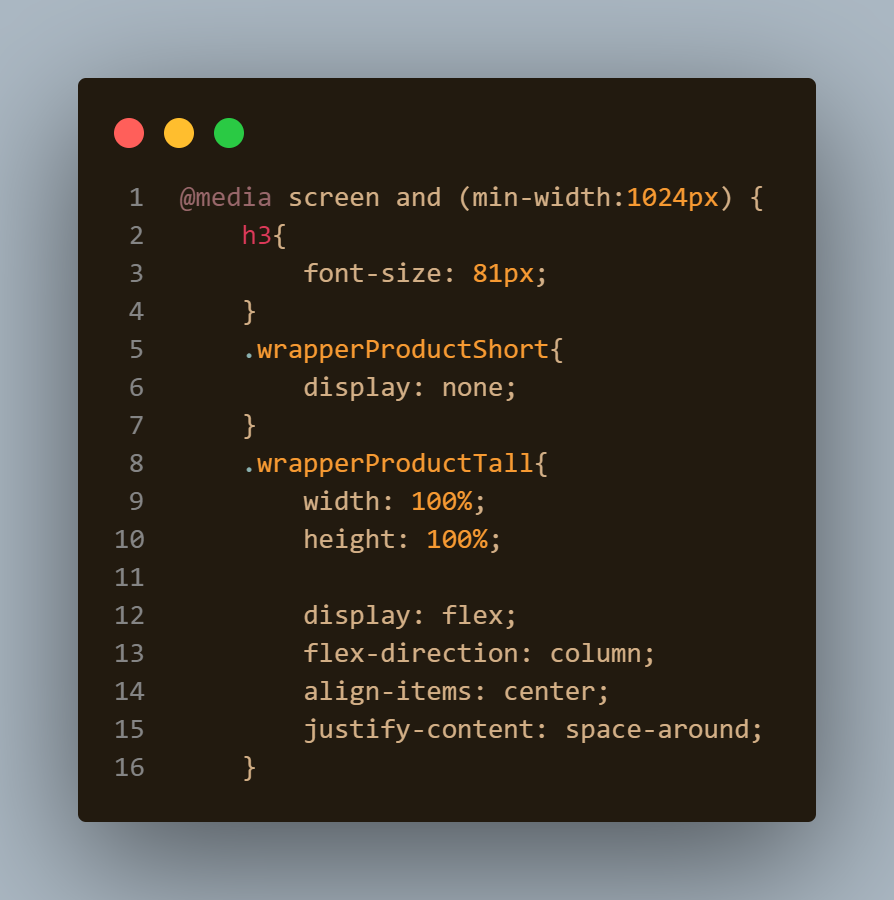 1 @media screen and (min-width:1024px) {
2     h3{
3         font-size: 81px;
4     }
5     .wrapperProductShort{
6         display: none;
7     }
8     .wrapperProductTall{
9         width: 100%;
10         height: 100%;
11
12         display: flex;
13         flex-direction: column;
14         align-items: center;
15         justify-content: space-around;
16     }